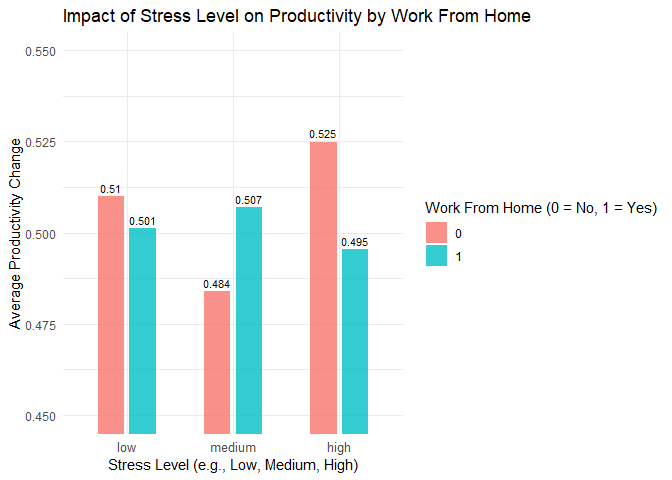 Impact of Stress Level on Productivity by Work From Home
Average Productivity Change
0.550
0.525
0.500
0.475
0.450
0.51
0.501
0.484
0.507
0.525
0.495
low
medium
high
Stress Level (e.g., Low, Medium, High)
Work From Home (0 = No, 1 = Yes)
0
1